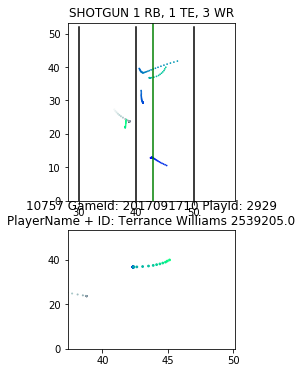 SHOTGUN 1 RB, 1 TE, 3 WR
50
40
30
20
10
0
30 40 50
10757 GameId: 2017091710 PlayId: 2929
PlayerName + ID: Terrance Williams 2539205.0
40
20
0
40 45 50